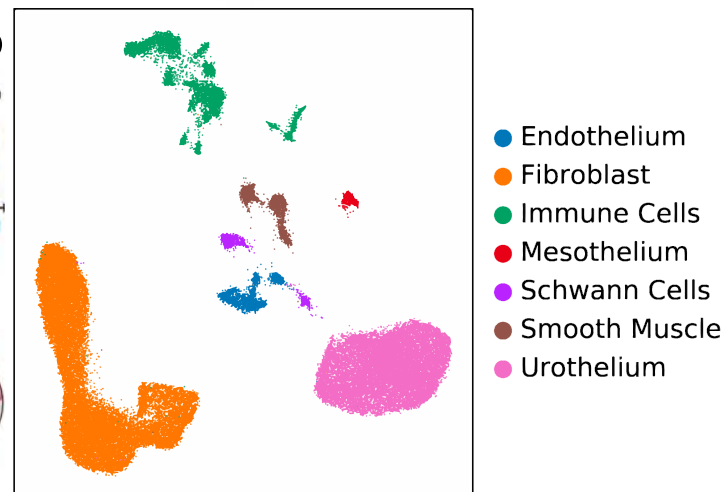 Endothelium
Fibroblast
Immune Cells
Mesothelium
Schwann Cells
Smooth Muscle
Urothelium